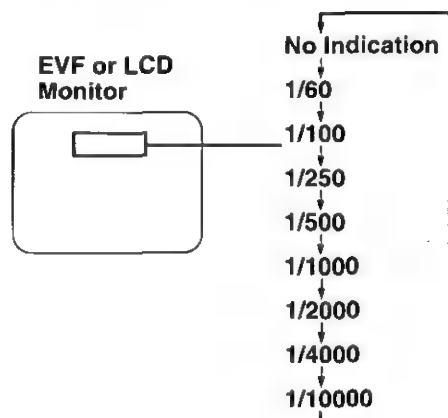 No Indication
EVF or LCD
Monitor
1/60
1/100
1/250
1/500
1/1000
1/2000
1/4000
1/10000